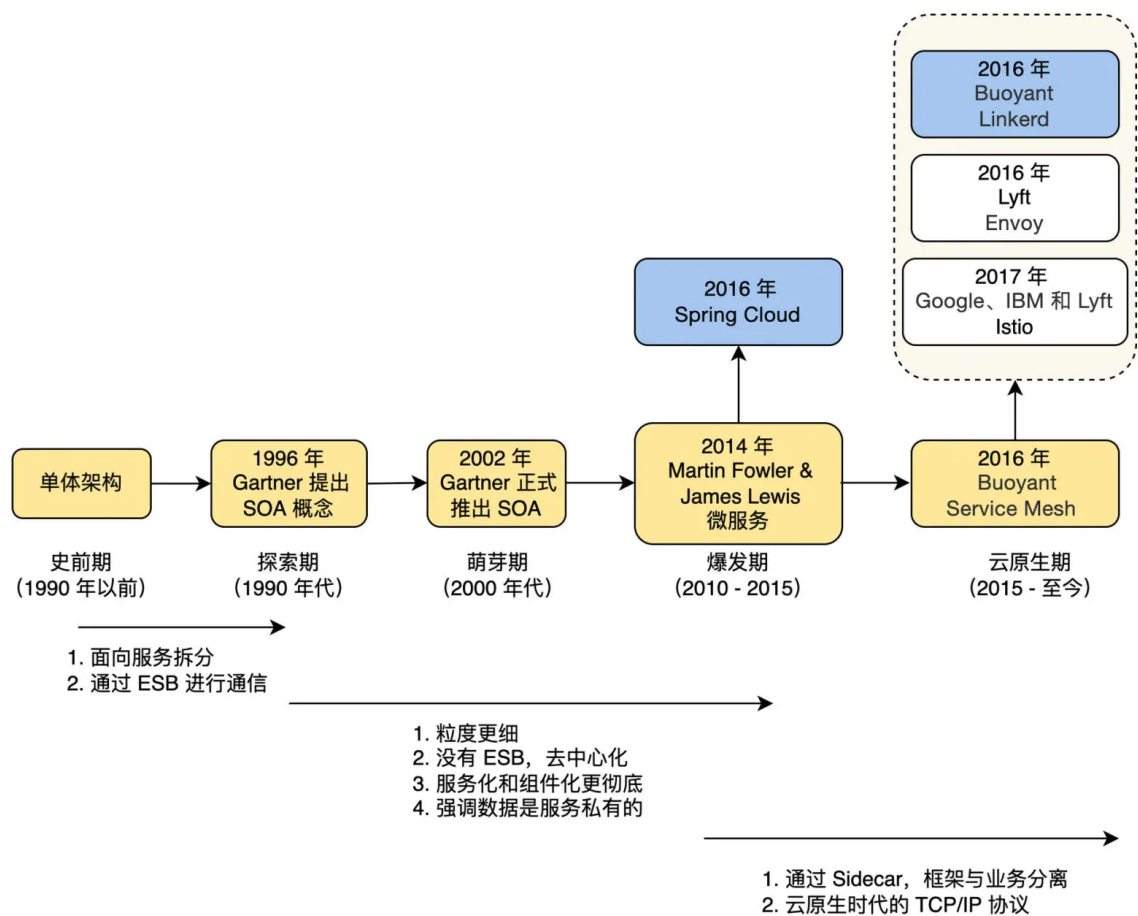 2016 年
Buoyant
Linkerd
2016 年
Lyft
Envoy
2017 年
Google、IBM 和 Lyft
Istio
2016 年
Spring Cloud
单体架构
1996 年
Gartner 提出
SOA 概念
2002 年
Gartner 正式
推出 SOA
2014 年
Martin Fowler &
James Lewis
微服务
2016 年
Buoyant
Service Mesh
史前期
（1990 年以前）
探索期
（1990 年代）
萌芽期
（2000 年代）
爆发期
（2010 - 2015）
云原生期
（2015 - 至今）
1. 面向服务拆分
2. 通过 ESB 进行通信
1. 粒度更细
2. 没有 ESB，去中心化
3. 服务化和组件化更彻底
4. 强调数据是服务私有的
1. 通过 Sidecar，框架与业务分离
2. 云原生时代的 TCP/IP 协议